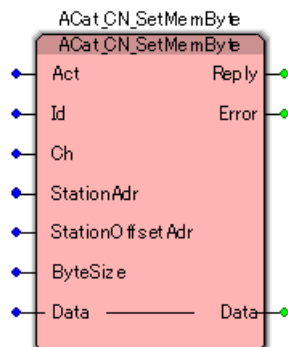 ACat_CN_SetMemByte
ACat_CN_SetMemByte
Act Reply
Id Error
Ch
StationAdr
StationOffsetAdr
ByteSize
Data Data